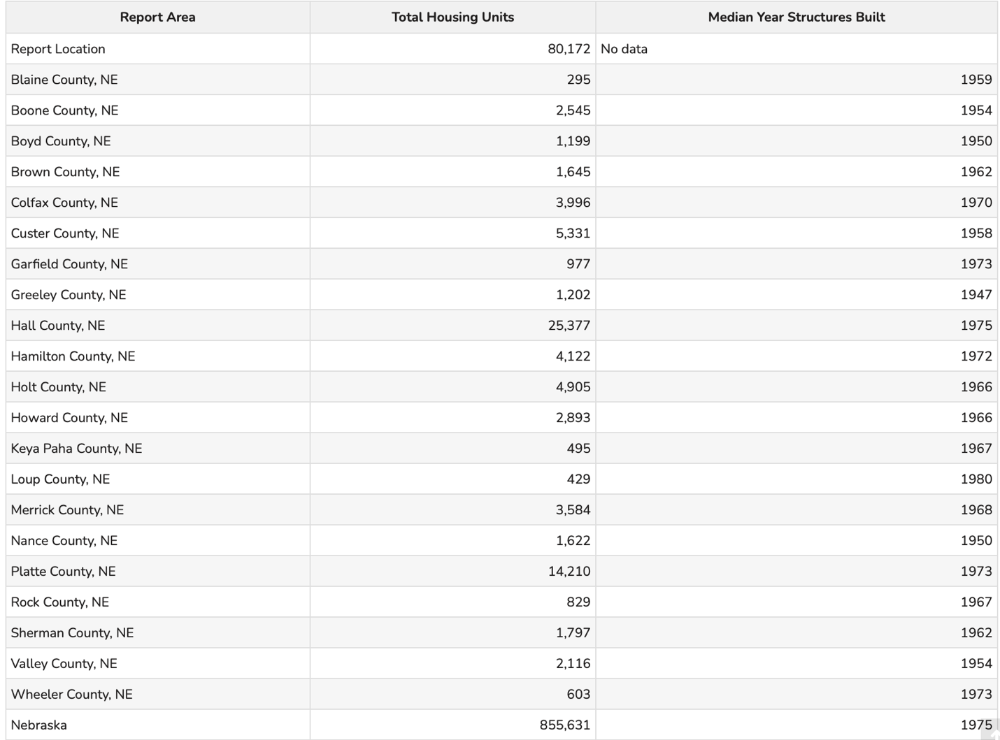 Report Area Total Housing Units Median Year Structures Built
Report Location 80,172 No data
Blaine County, NE 295 1959
Boone County, NE 2,545 1954
Boyd County, NE 1,199 1950
Brown County, NE 1,645 1962
Colfax County, NE 3,996 1970
Custer County, NE 5,331 1958
Garfield County, NE 977 1973
Greeley County, NE 1,202 1947
Hall County, NE 25,377 1975
Hamilton County, NE 4,122 1972
Holt County, NE 4,905 1966
Howard County, NE 2,893 1966
Keya Paha County, NE 495 1967
Loup County, NE 429 1980
Merrick County, NE 3,584 1968
Nance County, NE 1,622 1950
Platte County, NE 14,210 1973
Rock County, NE 829 1967
Sherman County, NE 1,797 1962
Valley County, NE 2,116 1954
Wheeler County, NE 603 1973
Nebraska 855,631 1975